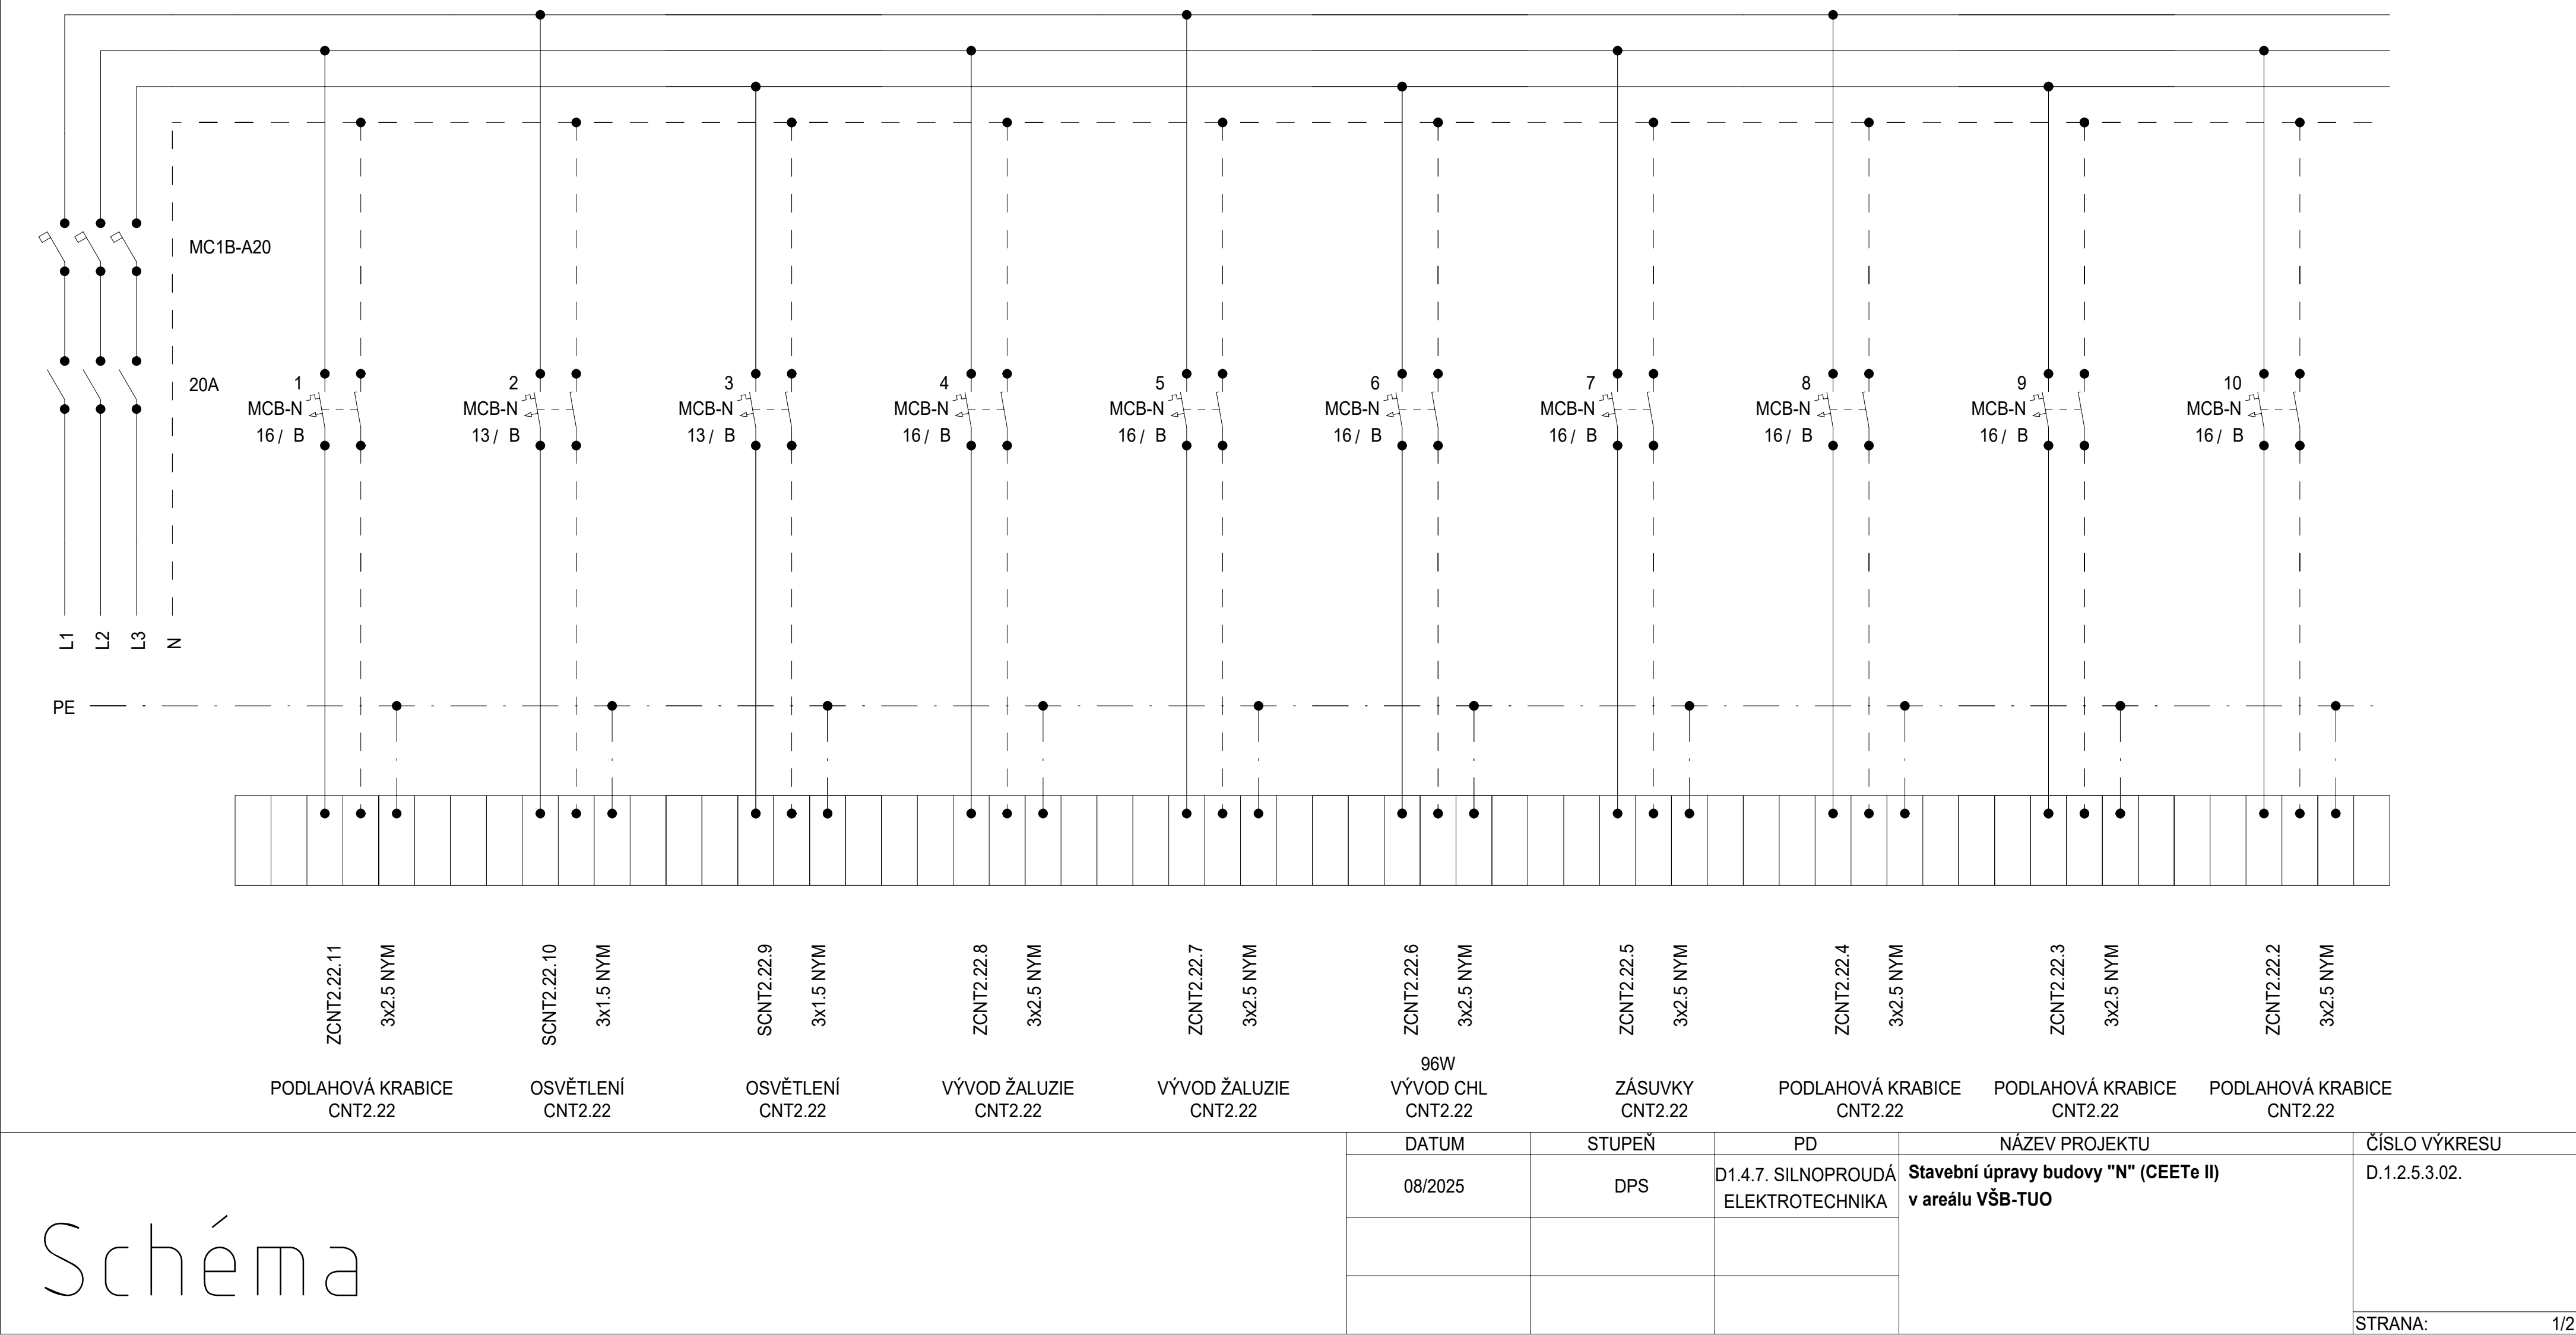 MC1B-A20
20A
1
MCB-N
16 / B
2
MCB-N
13 / B
3
MCB-N
13 / B
4
MCB-N
16 / B
5
MCB-N
16 / B
6
MCB-N
16 / B
7
MCB-N
16 / B
8
MCB-N
16 / B
9
MCB-N
16 / B
10
MCB-N
16 / B
L1
L2
L3
N
PE
ZCNT2.22.11
3x2.5 NYM
SCNT2.22.10
3x1.5 NYM
SCNT2.22.9
3x1.5 NYM
ZCNT2.22.8
3x2.5 NYM
ZCNT2.22.7
3x2.5 NYM
ZCNT2.22.6
3x2.5 NYM
ZCNT2.22.5
3x2.5 NYM
ZCNT2.22.4
3x2.5 NYM
ZCNT2.22.3
3x2.5 NYM
ZCNT2.22.2
3x2.5 NYM
PODLAHOVÁ KRABICE
CNT2.22
OSVĚTLENÍ
CNT2.22
OSVĚTLENÍ
CNT2.22
VÝVOD ŽALUZIE
CNT2.22
VÝVOD ŽALUZIE
CNT2.22
96W
VÝVOD CHL
CNT2.22
ZÁSUVKY
CNT2.22
PODLAHOVÁ KRABICE
CNT2.22
PODLAHOVÁ KRABICE
CNT2.22
PODLAHOVÁ KRABICE
CNT2.22
Schéma
DATUM
08/2025
STUPEŇ
DPS
PD
D1.4.7. SILNOPROUDÁ
ELEKTROTECHNIKA
NÁZEV PROJEKTU
Stavební úpravy budovy "N" (CEETe II)
v areálu VŠB-TUO
ČÍSLO VÝKRESU
D.1.2.5.3.02.
STRANA: 1/2